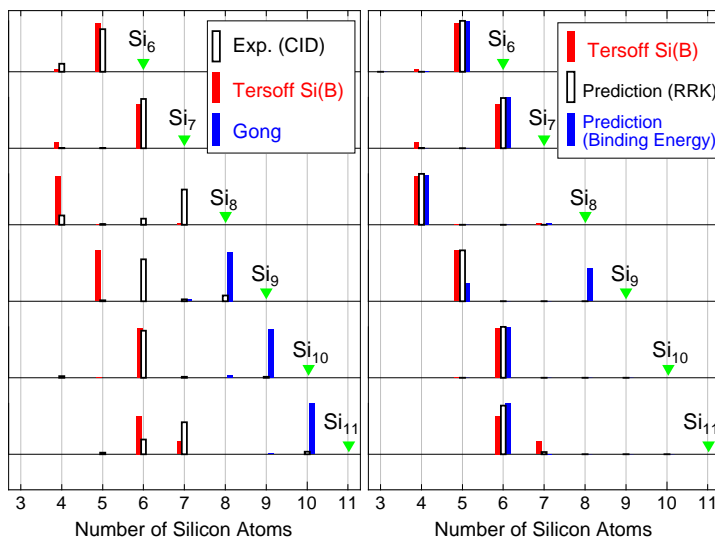 Si6
Exp. (CID)
Tersoff Si(B)
Gong
Si7
Si8
Si9
Si10
Si11
3 4 5 6 7 8 9 10 11
Number of Silicon Atoms
Si6
Tersoff Si(B)
Prediction (RRK)
Prediction
(Binding Energy)
Si7
Si8
Si9
Si10
Si11
3 4 5 6 7 8 9 10 11
Number of Silicon Atoms